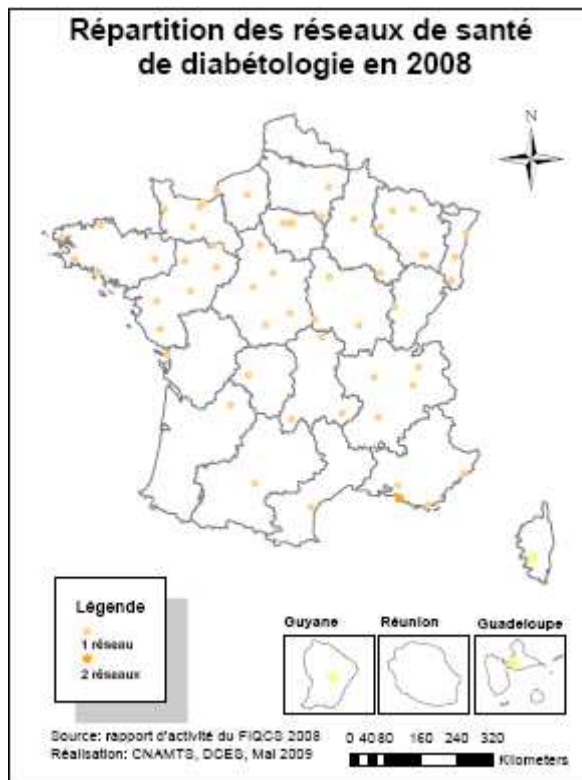 Répartition des réseaux de santé
de diabétologie en 2008
N
Légende
1 réseau
2 réseaux
Guyane
Réunion
Guadeloupe
Source: rapport d'activité du FIQCS 2008
Réalisation: CNAMTS, DCES, Mai 2009
0 40 80 160 240 320
Kilometers